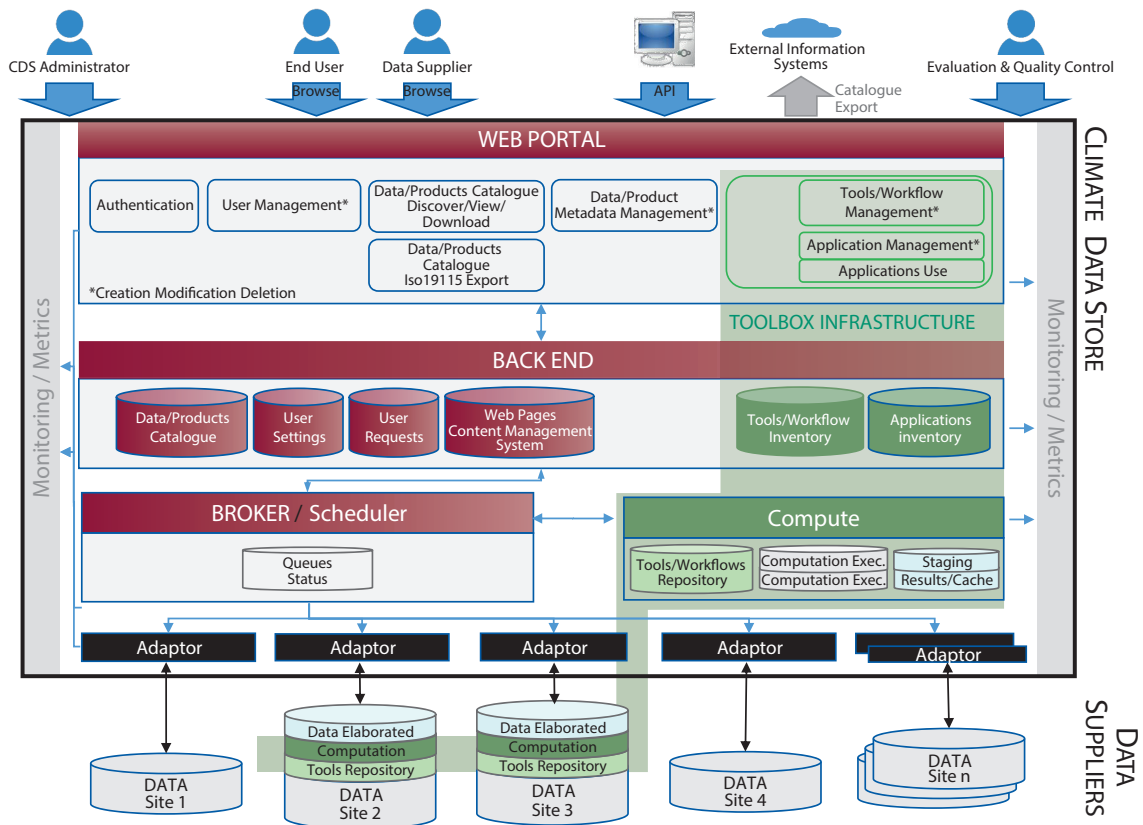 CDS Administrator
End User
Data Supplier
External Information
Systems
Evaluation & Quality Control
Browse
Browse
API
Catalogue
Export
WEB PORTAL
Authentication
User Management*
Data/Products Catalogue
Discover/View/
Download
Data/Product
Metadata Management*
Tools/Workflow
Management*
Application Management*
Applications Use
Data/Products
Catalogue
Iso19115 Export
*Creation Modification Deletion
TOOLBOX INFRASTRUCTURE
BACK END
Data/Products
Catalogue
User
Settings
User
Requests
Web Pages
Content Management
System
Tools/Workflow
Inventory
Applications
inventory
BROKER / Scheduler
Queues
Status
Compute
Tools/Workflows
Repository
Computation Exec.
Computation Exec.
Staging
Results/Cache
Adaptor
Adaptor
Adaptor
Adaptor
Adaptor
Monitoring / Metrics
Monitoring / Metrics
CLIMATE DATA STORE
DATA
Site 1
Data Elaborated
Computation
Tools Repository
DATA
Site 2
Data Elaborated
Computation
Tools Repository
DATA
Site 3
DATA
Site 4
DATA
Site n
DATA
SUPPLIERS